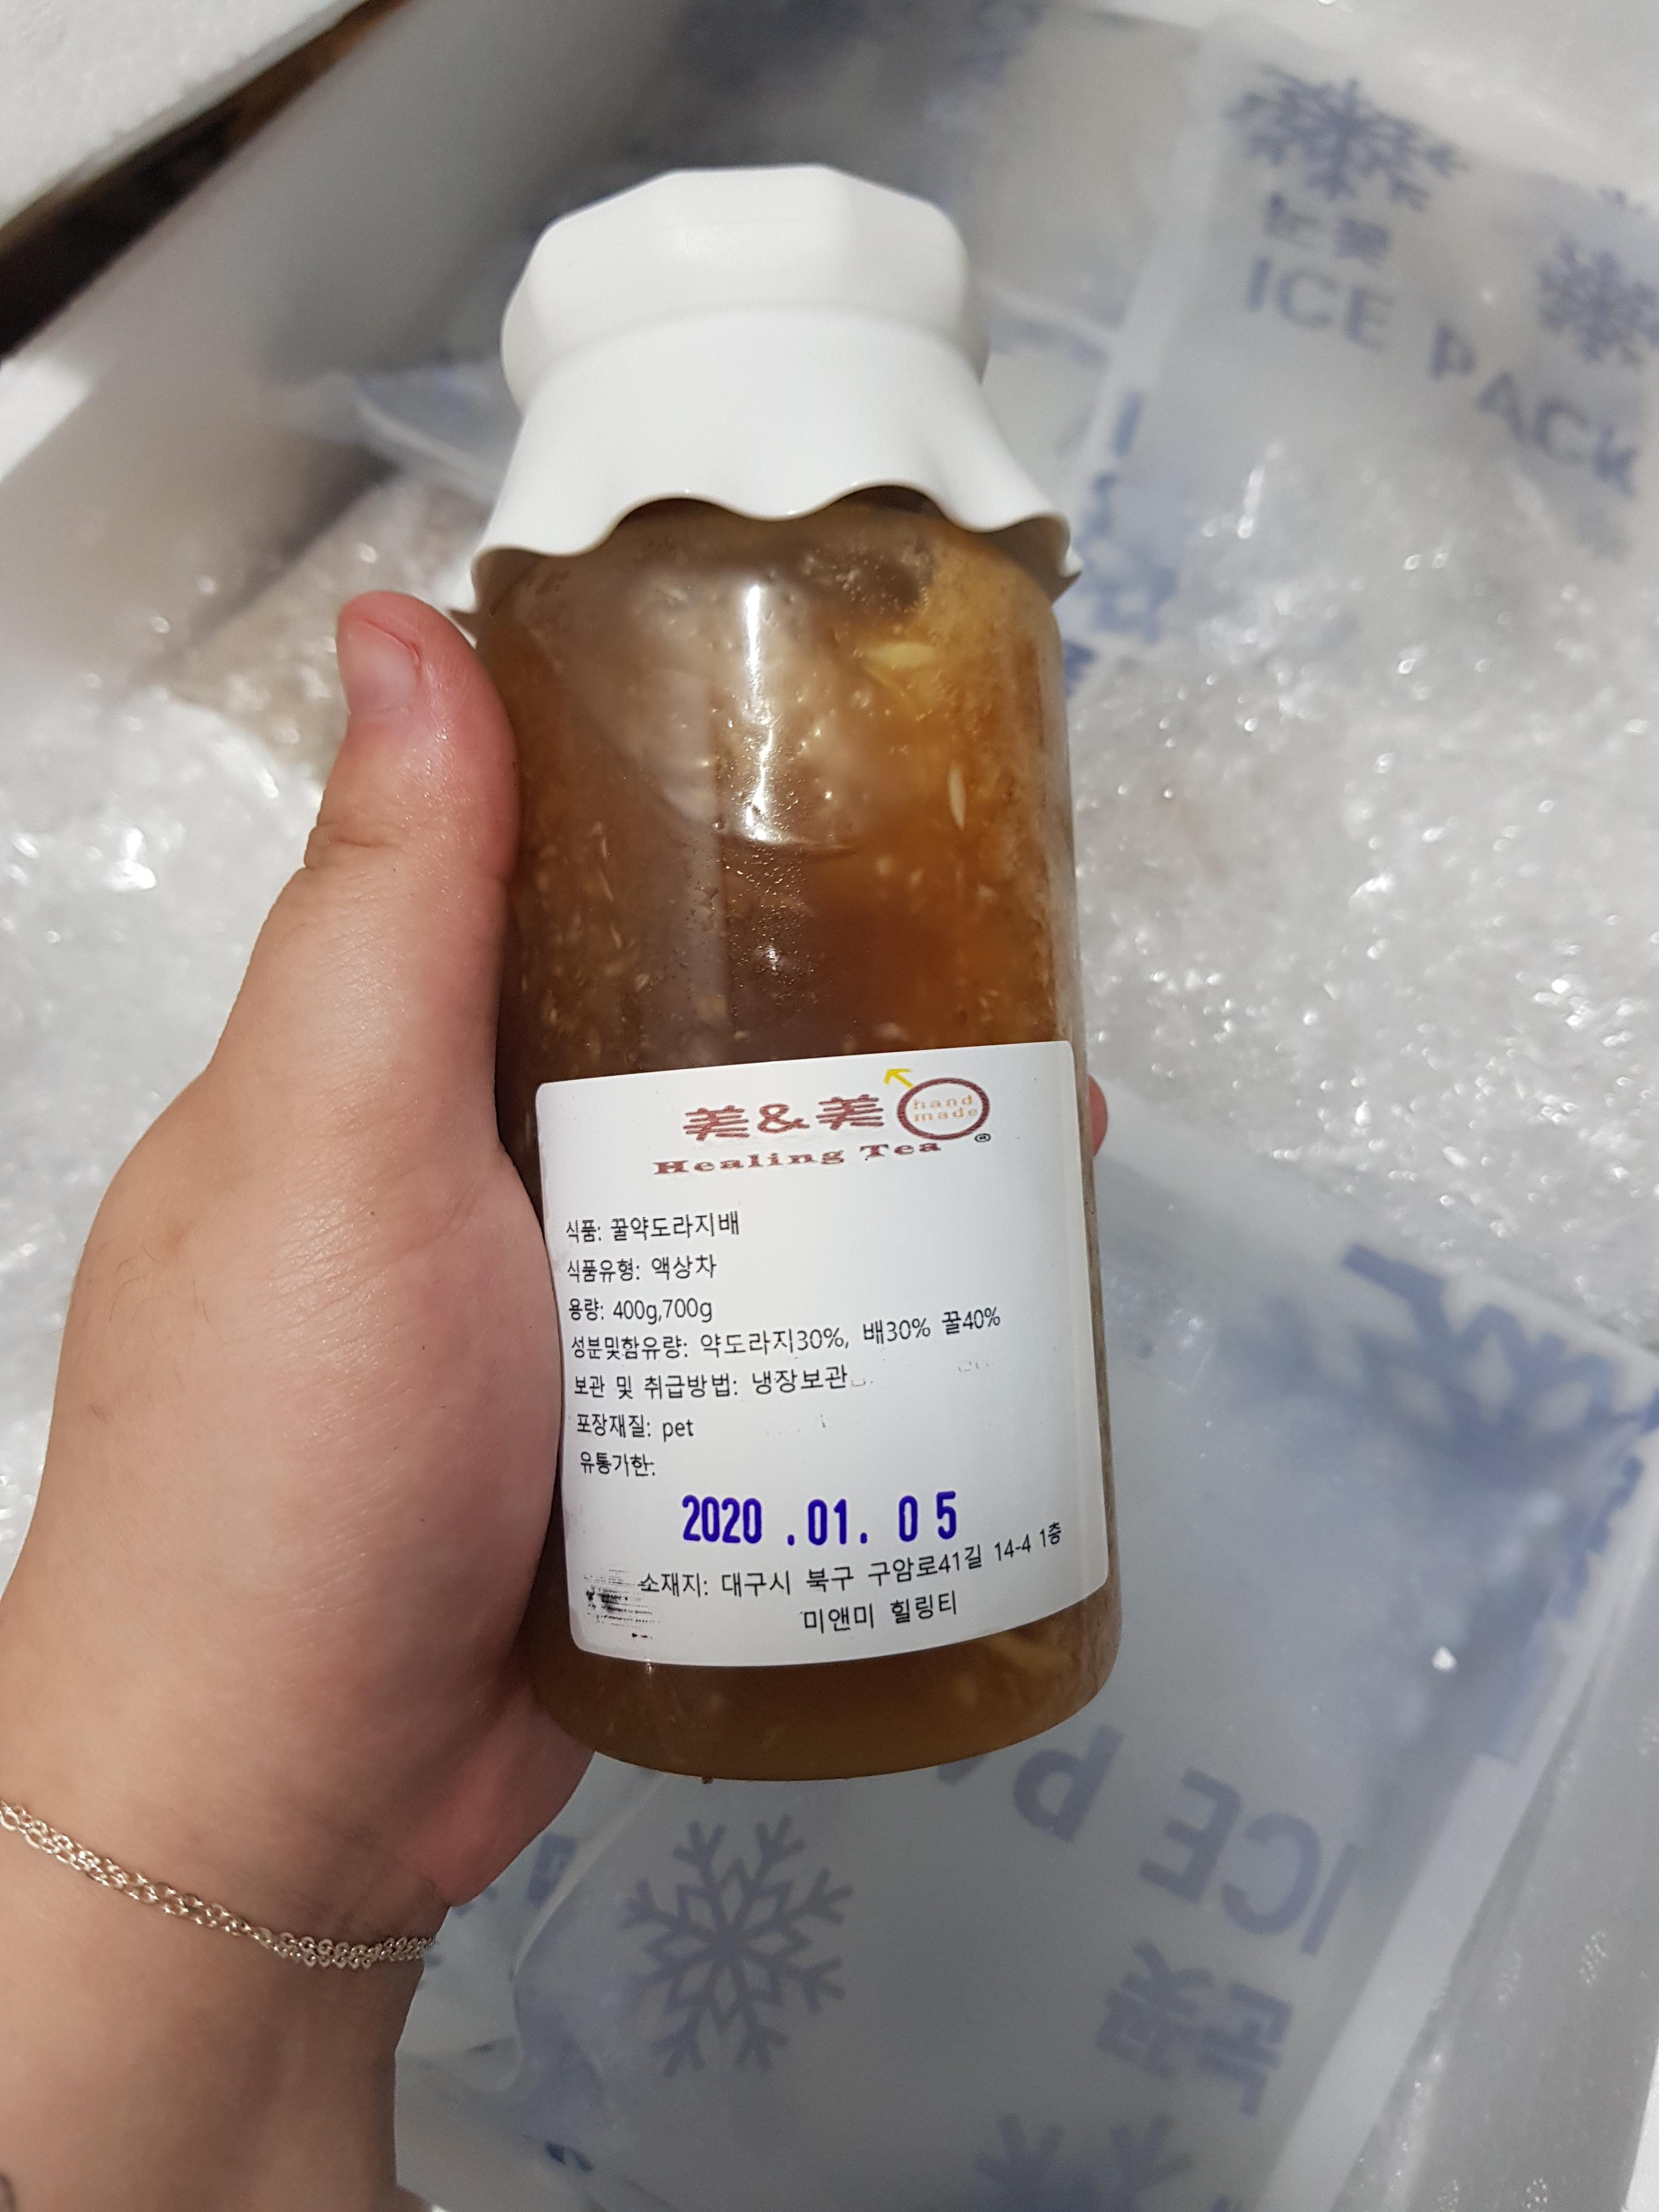 눈꽃
ICE PACK
美&美
hand
made
®
Healing Tea
식품: 꿀약도라지배
식품유형: 액상차
용량: 400g,700g
성분및함유량: 약도라지30%, 배30% 꿀40%
보관 및 취급방법: 냉장보관
포장재질: pet
유통기한:
2020 .01. 05
소재지: 대구시 북구 구암로41길 14-4 1층
미앤미 힐링티
ICE P
눈꽃